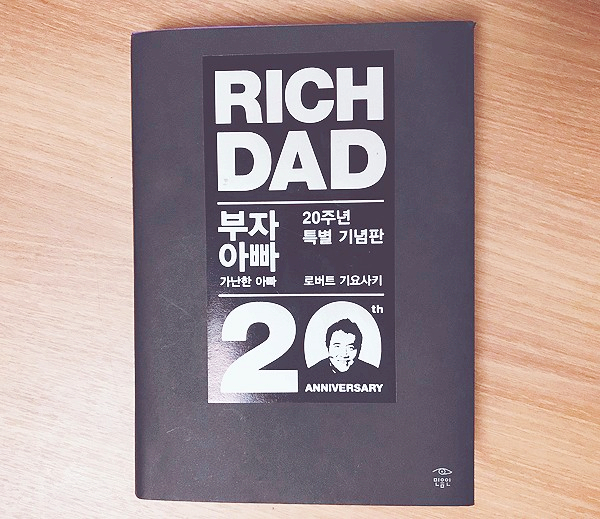 RICH
DAD
부자
아빠
가난한 아빠
20주년
특별 기념판
로버트 기요사키
20th
ANNIVERSARY
민음인